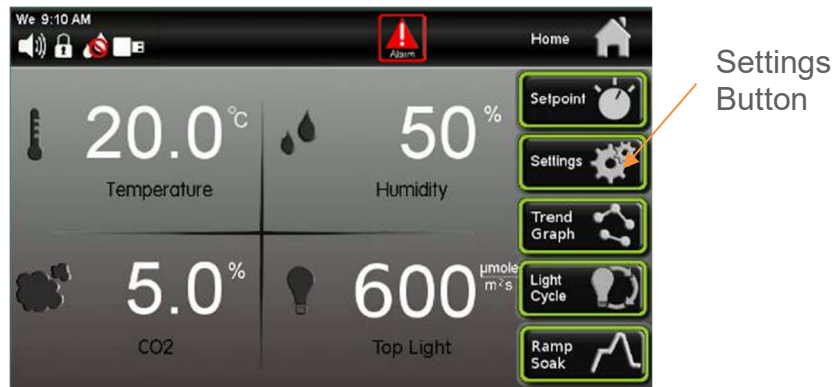 We 9:10 AM
Alarm
Home
20.0 °C
Temperature
50 %
Humidity
5.0 %
CO2
600 µmole
m²s
Top Light
Setpoint
Settings
Trend
Graph
Light
Cycle
Ramp
Soak
Settings
Button